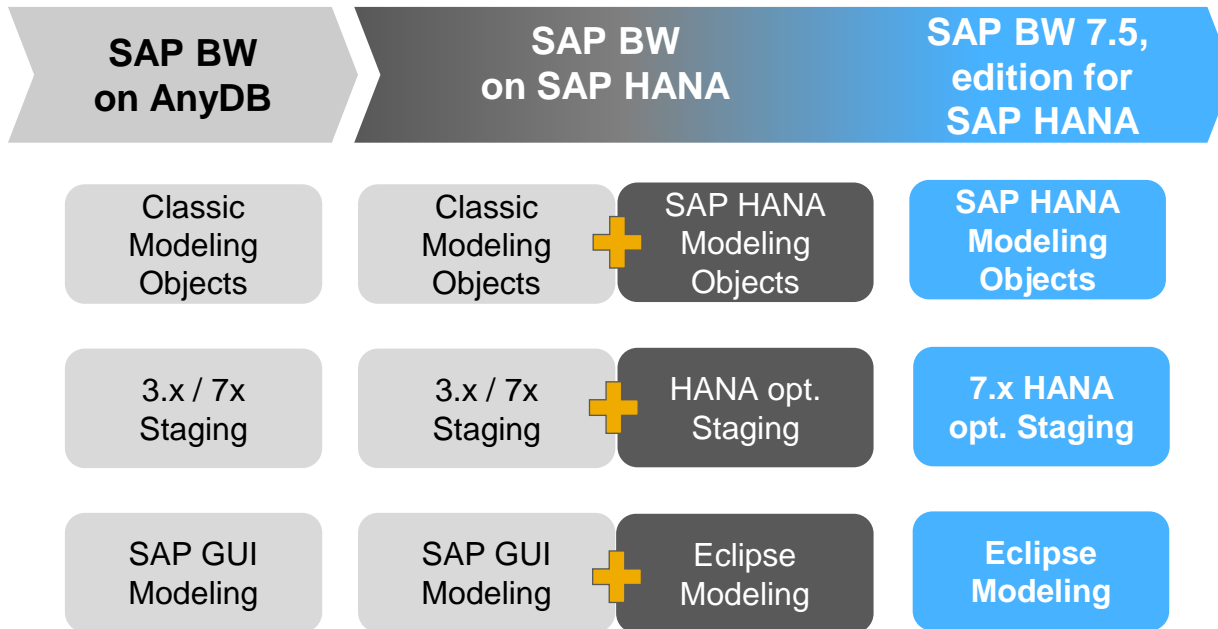 SAP BW
on AnyDB
SAP BW
on SAP HANA
SAP BW 7.5,
edition for
SAP HANA
Classic
Modeling
Objects
Classic
Modeling
Objects
SAP HANA
Modeling
Objects
SAP HANA
Modeling
Objects
3.x / 7x
Staging
3.x / 7x
Staging
HANA opt.
Staging
7.x HANA
opt. Staging
SAP GUI
Modeling
SAP GUI
Modeling
Eclipse
Modeling
Eclipse
Modeling